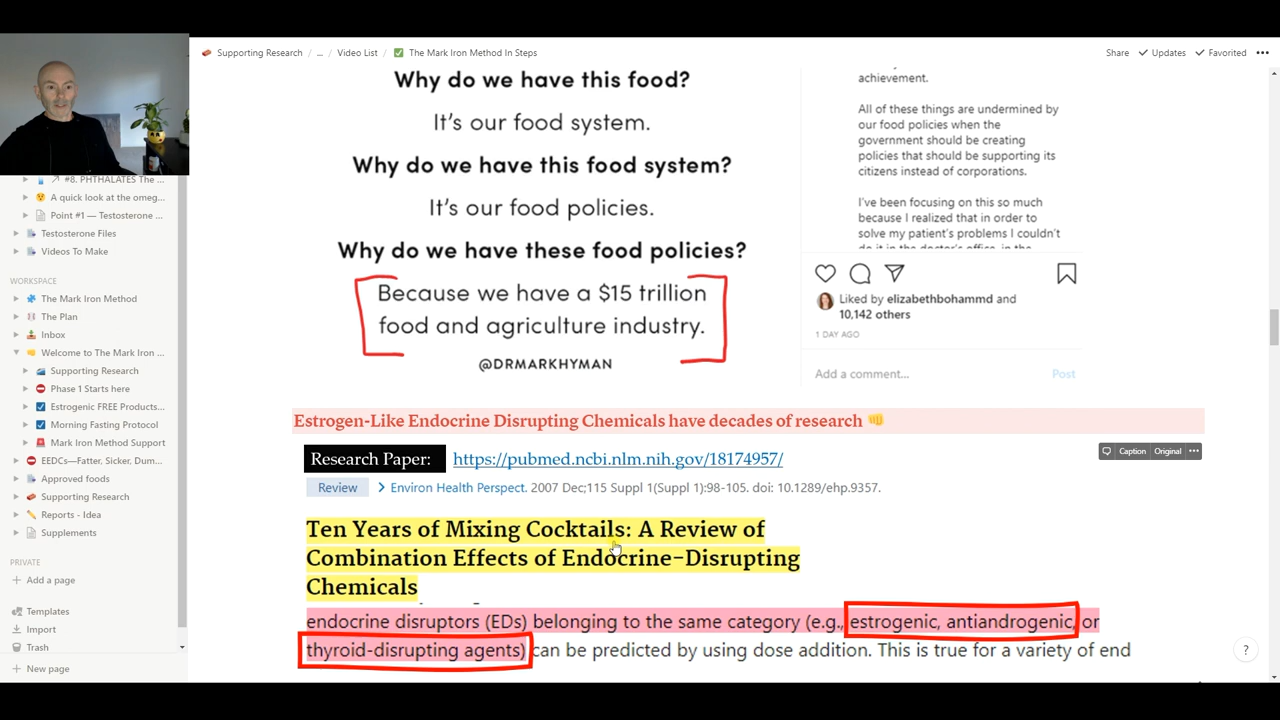 Supporting Research / ... / Video List / The Mark Iron Method In Steps
Share Updates Favorited
#8. PHTHALATES The ...
A quick look at the omeg...
Point #1 — Testosterone ...
Testosterone Files
Videos To Make
WORKSPACE
The Mark Iron Method
The Plan
Inbox
Welcome to The Mark Iron ...
Supporting Research
Phase 1 Starts here
Estrogenic FREE Products...
Morning Fasting Protocol
Mark Iron Method Support
EEDCs—Fatter, Sicker, Dum...
Approved foods
Supporting Research
Reports - Idea
Supplements
PRIVATE
Add a page
Templates
Import
Trash
New page
Why do we have this food?
It's our food system.
Why do we have this food system?
It's our food policies.
Why do we have these food policies?
Because we have a $15 trillion
food and agriculture industry.
@DRMARKHYMAN
achievement.
All of these things are undermined by
our food policies when the
government should be creating
policies that should be supporting its
citizens instead of corporations.
I've been focusing on this so much
because I realized that in order to
solve my patient's problems I couldn't
do it in the doctor's office, in the
Liked by elizabethbohammd and
10,142 others
1 DAY AGO
Add a comment... Post
Estrogen-Like Endocrine Disrupting Chemicals have decades of research
Caption Original
Research Paper: https://pubmed.ncbi.nlm.nih.gov/18174957/
Review > Environ Health Perspect. 2007 Dec;115 Suppl 1(Suppl 1):98-105. doi: 10.1289/ehp.9357.
Ten Years of Mixing Cocktails: A Review of
Combination Effects of Endocrine-Disrupting
Chemicals
endocrine disruptors (EDs) belonging to the same category (e.g., estrogenic, antiandrogenic, or
thyroid-disrupting agents) can be predicted by using dose addition. This is true for a variety of end
?